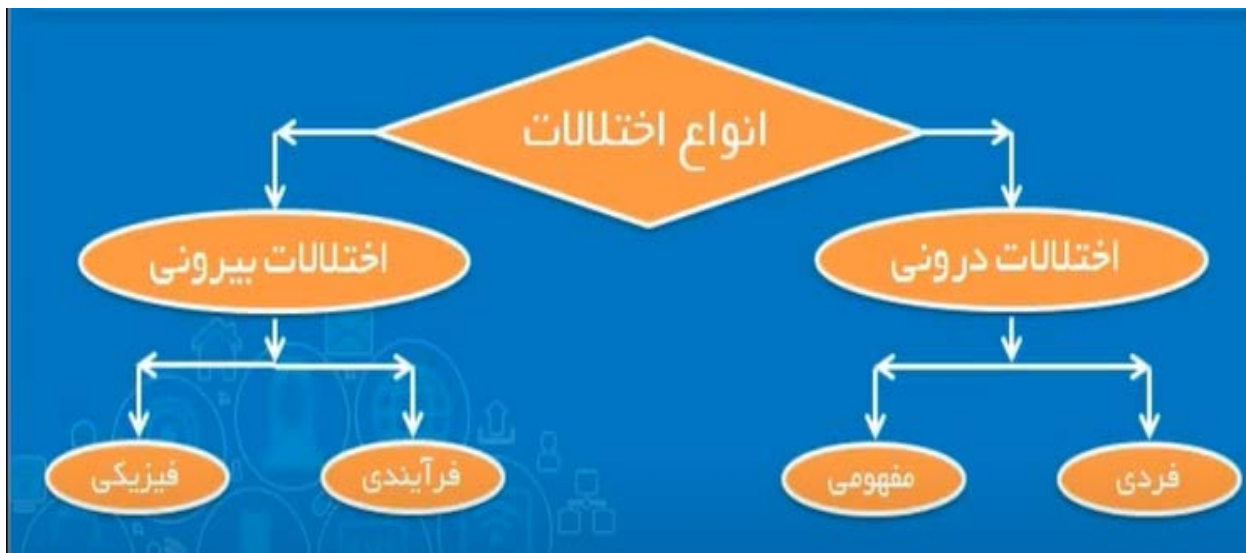 انواع اختلالات
اختلالات درونی
اختلالات بیرونی
فردی
مفهومی
فرآیندی
فیزیکی